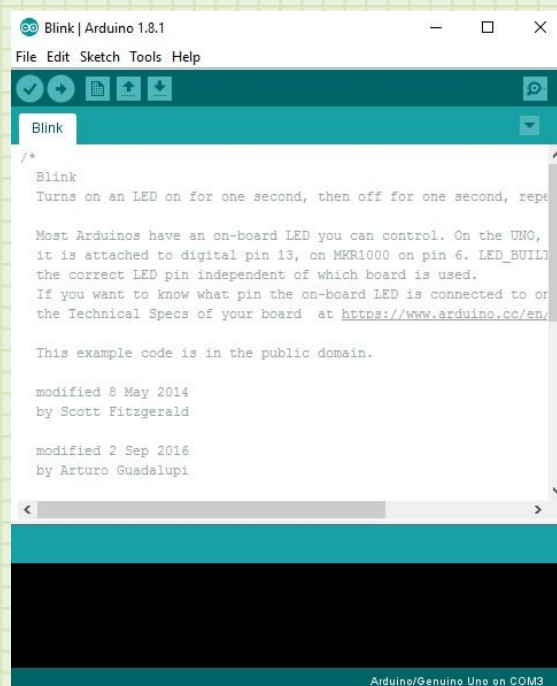 Blink | Arduino 1.8.1
File Edit Sketch Tools Help
Blink
/*
Blink
Turns on an LED on for one second, then off for one second, repe
Most Arduinos have an on-board LED you can control. On the UNO,
it is attached to digital pin 13, on MKR1000 on pin 6. LED_BUILT
the correct LED pin independent of which board is used.
If you want to know what pin the on-board LED is connected to on
the Technical Specs of your board at https://www.arduino.cc/en/
This example code is in the public domain.
modified 8 May 2014
by Scott Fitzgerald
modified 2 Sep 2016
by Arturo Guadalupi
Arduino/Genuino Uno on COM3